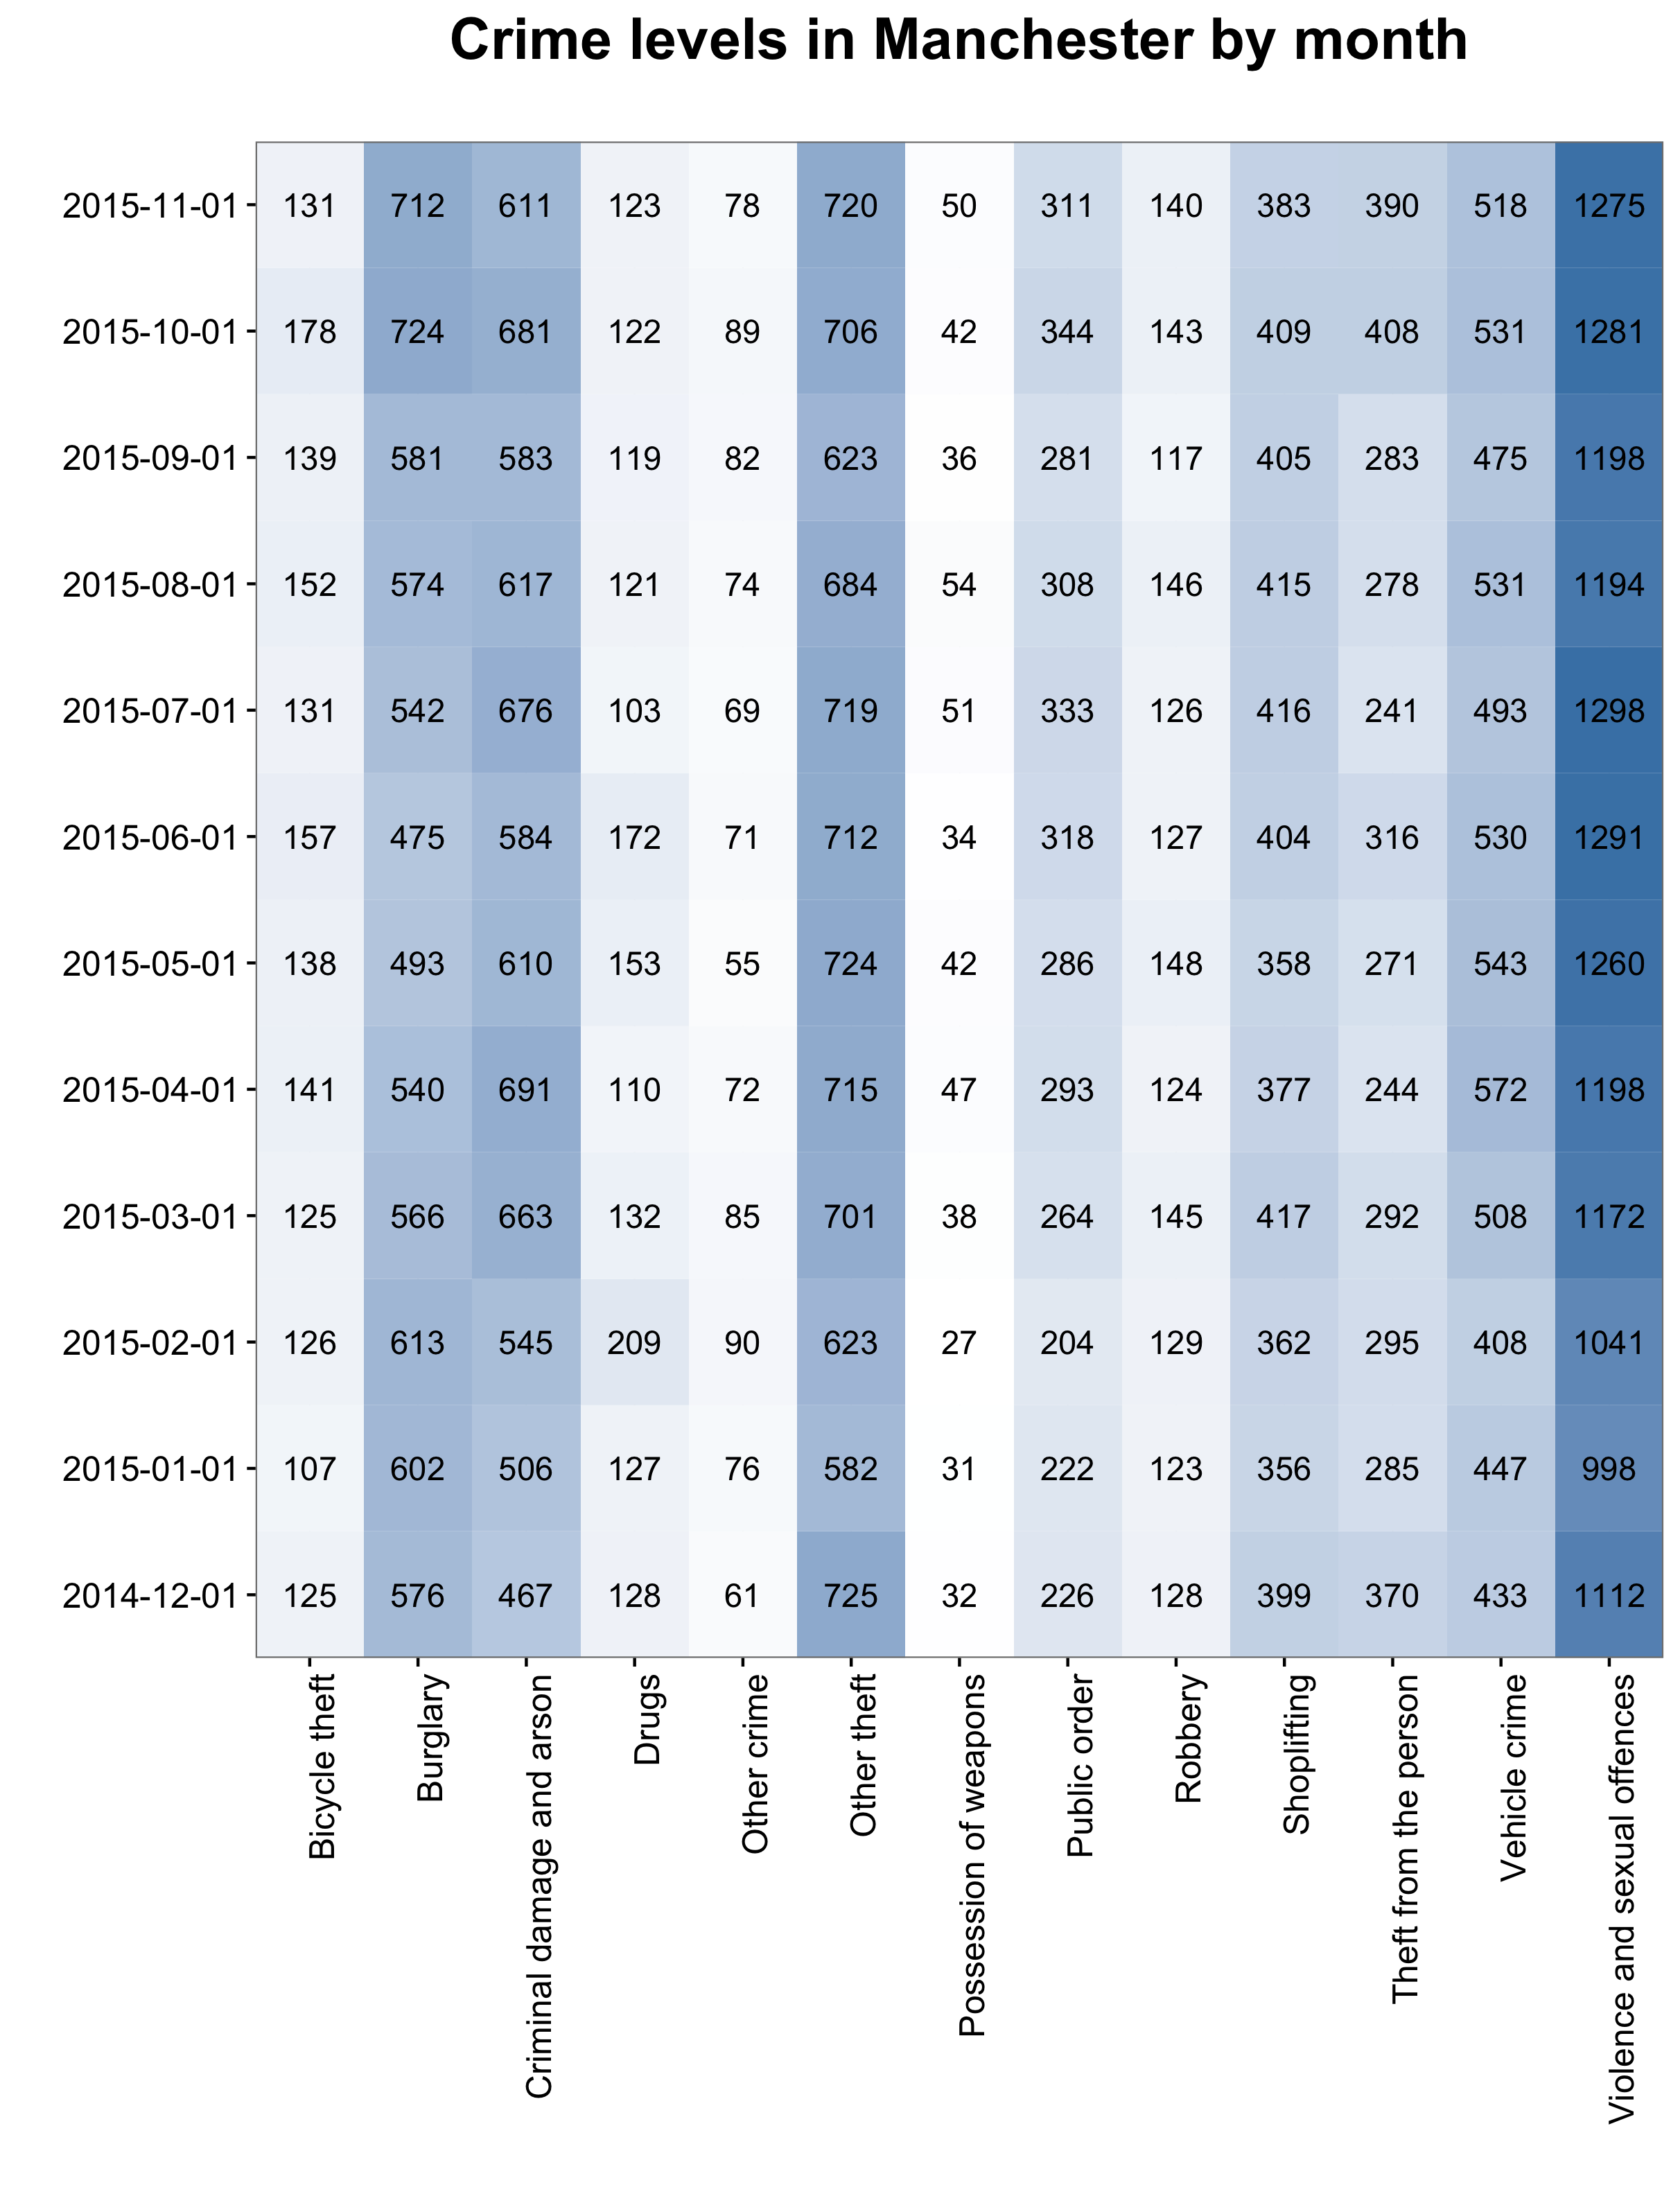 Crime levels in Manchester by month
2015-11-01 131 712 611 123 78 720 50 311 140 383 390 518 1275
2015-10-01 178 724 681 122 89 706 42 344 143 409 408 531 1281
2015-09-01 139 581 583 119 82 623 36 281 117 405 283 475 1198
2015-08-01 152 574 617 121 74 684 54 308 146 415 278 531 1194
2015-07-01 131 542 676 103 69 719 51 333 126 416 241 493 1298
2015-06-01 157 475 584 172 71 712 34 318 127 404 316 530 1291
2015-05-01 138 493 610 153 55 724 42 286 148 358 271 543 1260
2015-04-01 141 540 691 110 72 715 47 293 124 377 244 572 1198
2015-03-01 125 566 663 132 85 701 38 264 145 417 292 508 1172
2015-02-01 126 613 545 209 90 623 27 204 129 362 295 408 1041
2015-01-01 107 602 506 127 76 582 31 222 123 356 285 447 998
2014-12-01 125 576 467 128 61 725 32 226 128 399 370 433 1112
Bicycle theft
Burglary
Criminal damage and arson
Drugs
Other crime
Other theft
Possession of weapons
Public order
Robbery
Shoplifting
Theft from the person
Vehicle crime
Violence and sexual offences